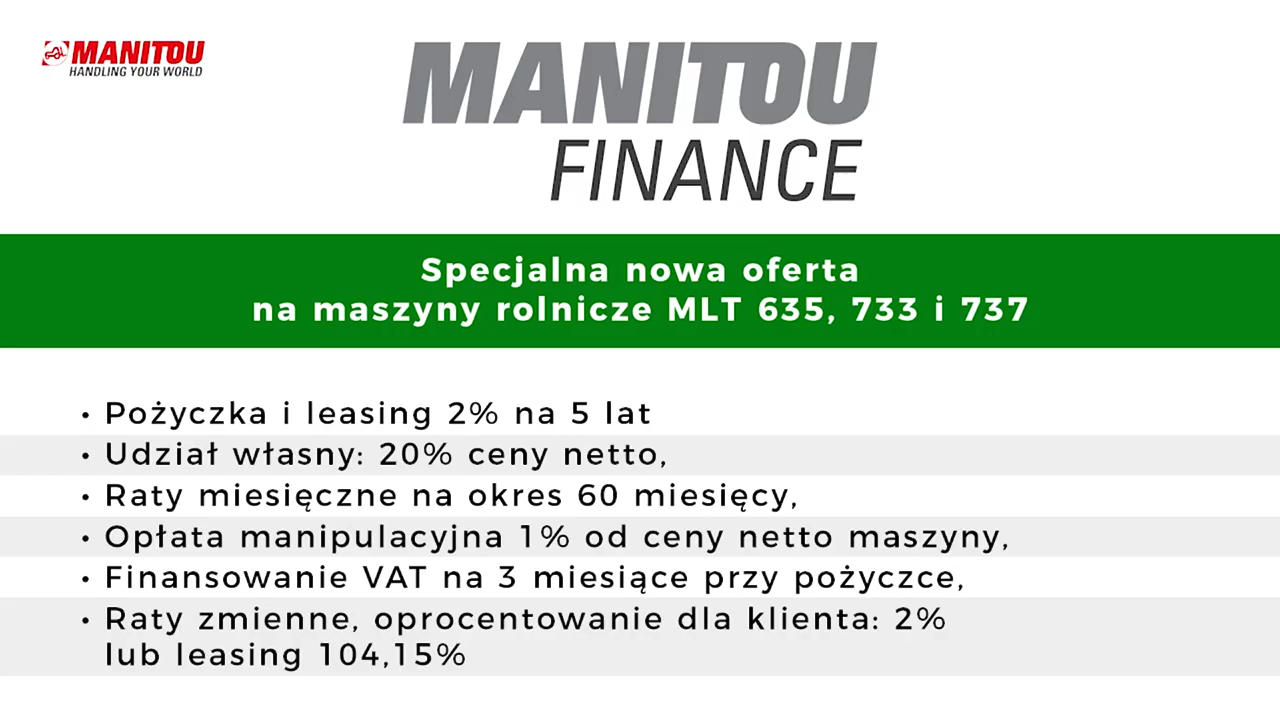 MANITOU
HANDLING YOUR WORLD
MANITOU
FINANCE
Specjalna nowa oferta
na maszyny rolnicze MLT 635, 733 i 737
• Pożyczka i leasing 2% na 5 lat
• Udział własny: 20% ceny netto,
• Raty miesięczne na okres 60 miesięcy,
• Opłata manipulacyjna 1% od ceny netto maszyny,
• Finansowanie VAT na 3 miesiące przy pożyczce,
• Raty zmienne, oprocentowanie dla klienta: 2%
lub leasing 104,15%